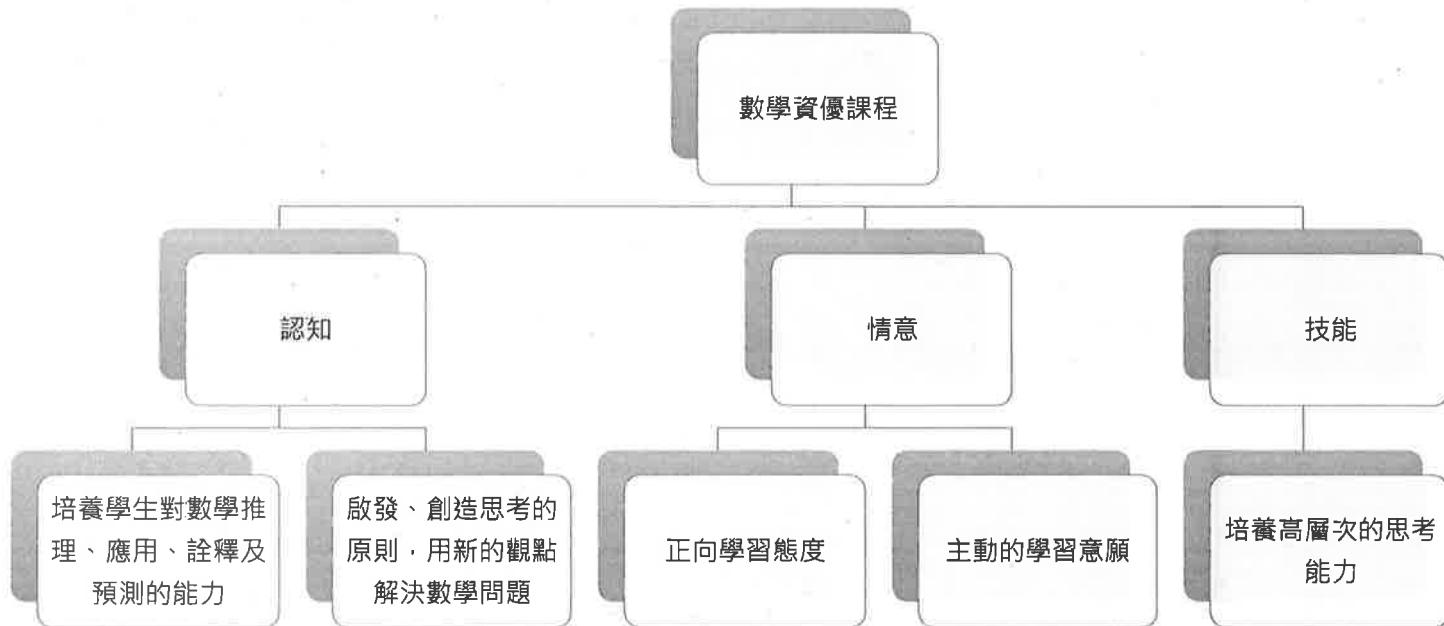 數學資優課程
認知
情意
技能
培養學生對數學推
理、應用、詮釋及
預測的能力
啟發、創造思考的
原則，用新的觀點
解決數學問題
正向學習態度
主動的學習意願
培養高層次的思考
能力